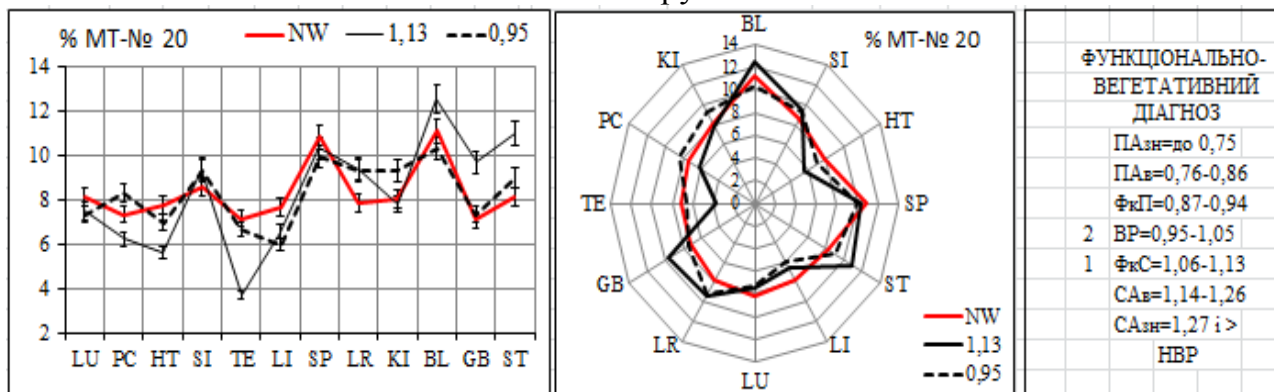 % МТ-№ 20 NW 1,13 0,95
14
12
10
8
6
4
2
LU PC HT SI TE LI SP LR KI BL GB ST
% МТ-№ 20
BL
SI
HT
SP
ST
LI
LU
LR
GB
TE
PC
KI
14
12
10
8
6
4
2
0
NW
1,13
0,95
ФУНКЦІОНАЛЬНО-
ВЕГЕТАТИВНИЙ
ДІАГНОЗ
ПАзн=до 0,75
ПАв=0,76-0,86
ФкП=0,87-0,94
2 ВР=0,95-1,05
1 ФкС=1,06-1,13
САв=1,14-1,26
САзн=1,27 і >
НВР